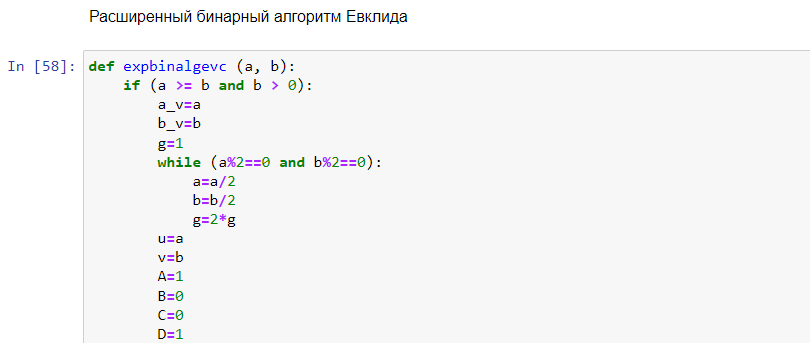 Расширенный бинарный алгоритм Евклида
In [58]: def expbinalgevc (a, b):
    if (a >= b and b > 0):
        a_v=a
        b_v=b
        g=1
        while (a%2==0 and b%2==0):
            a=a/2
            b=b/2
            g=2*g
        u=a
        v=b
        A=1
        B=0
        C=0
        D=1